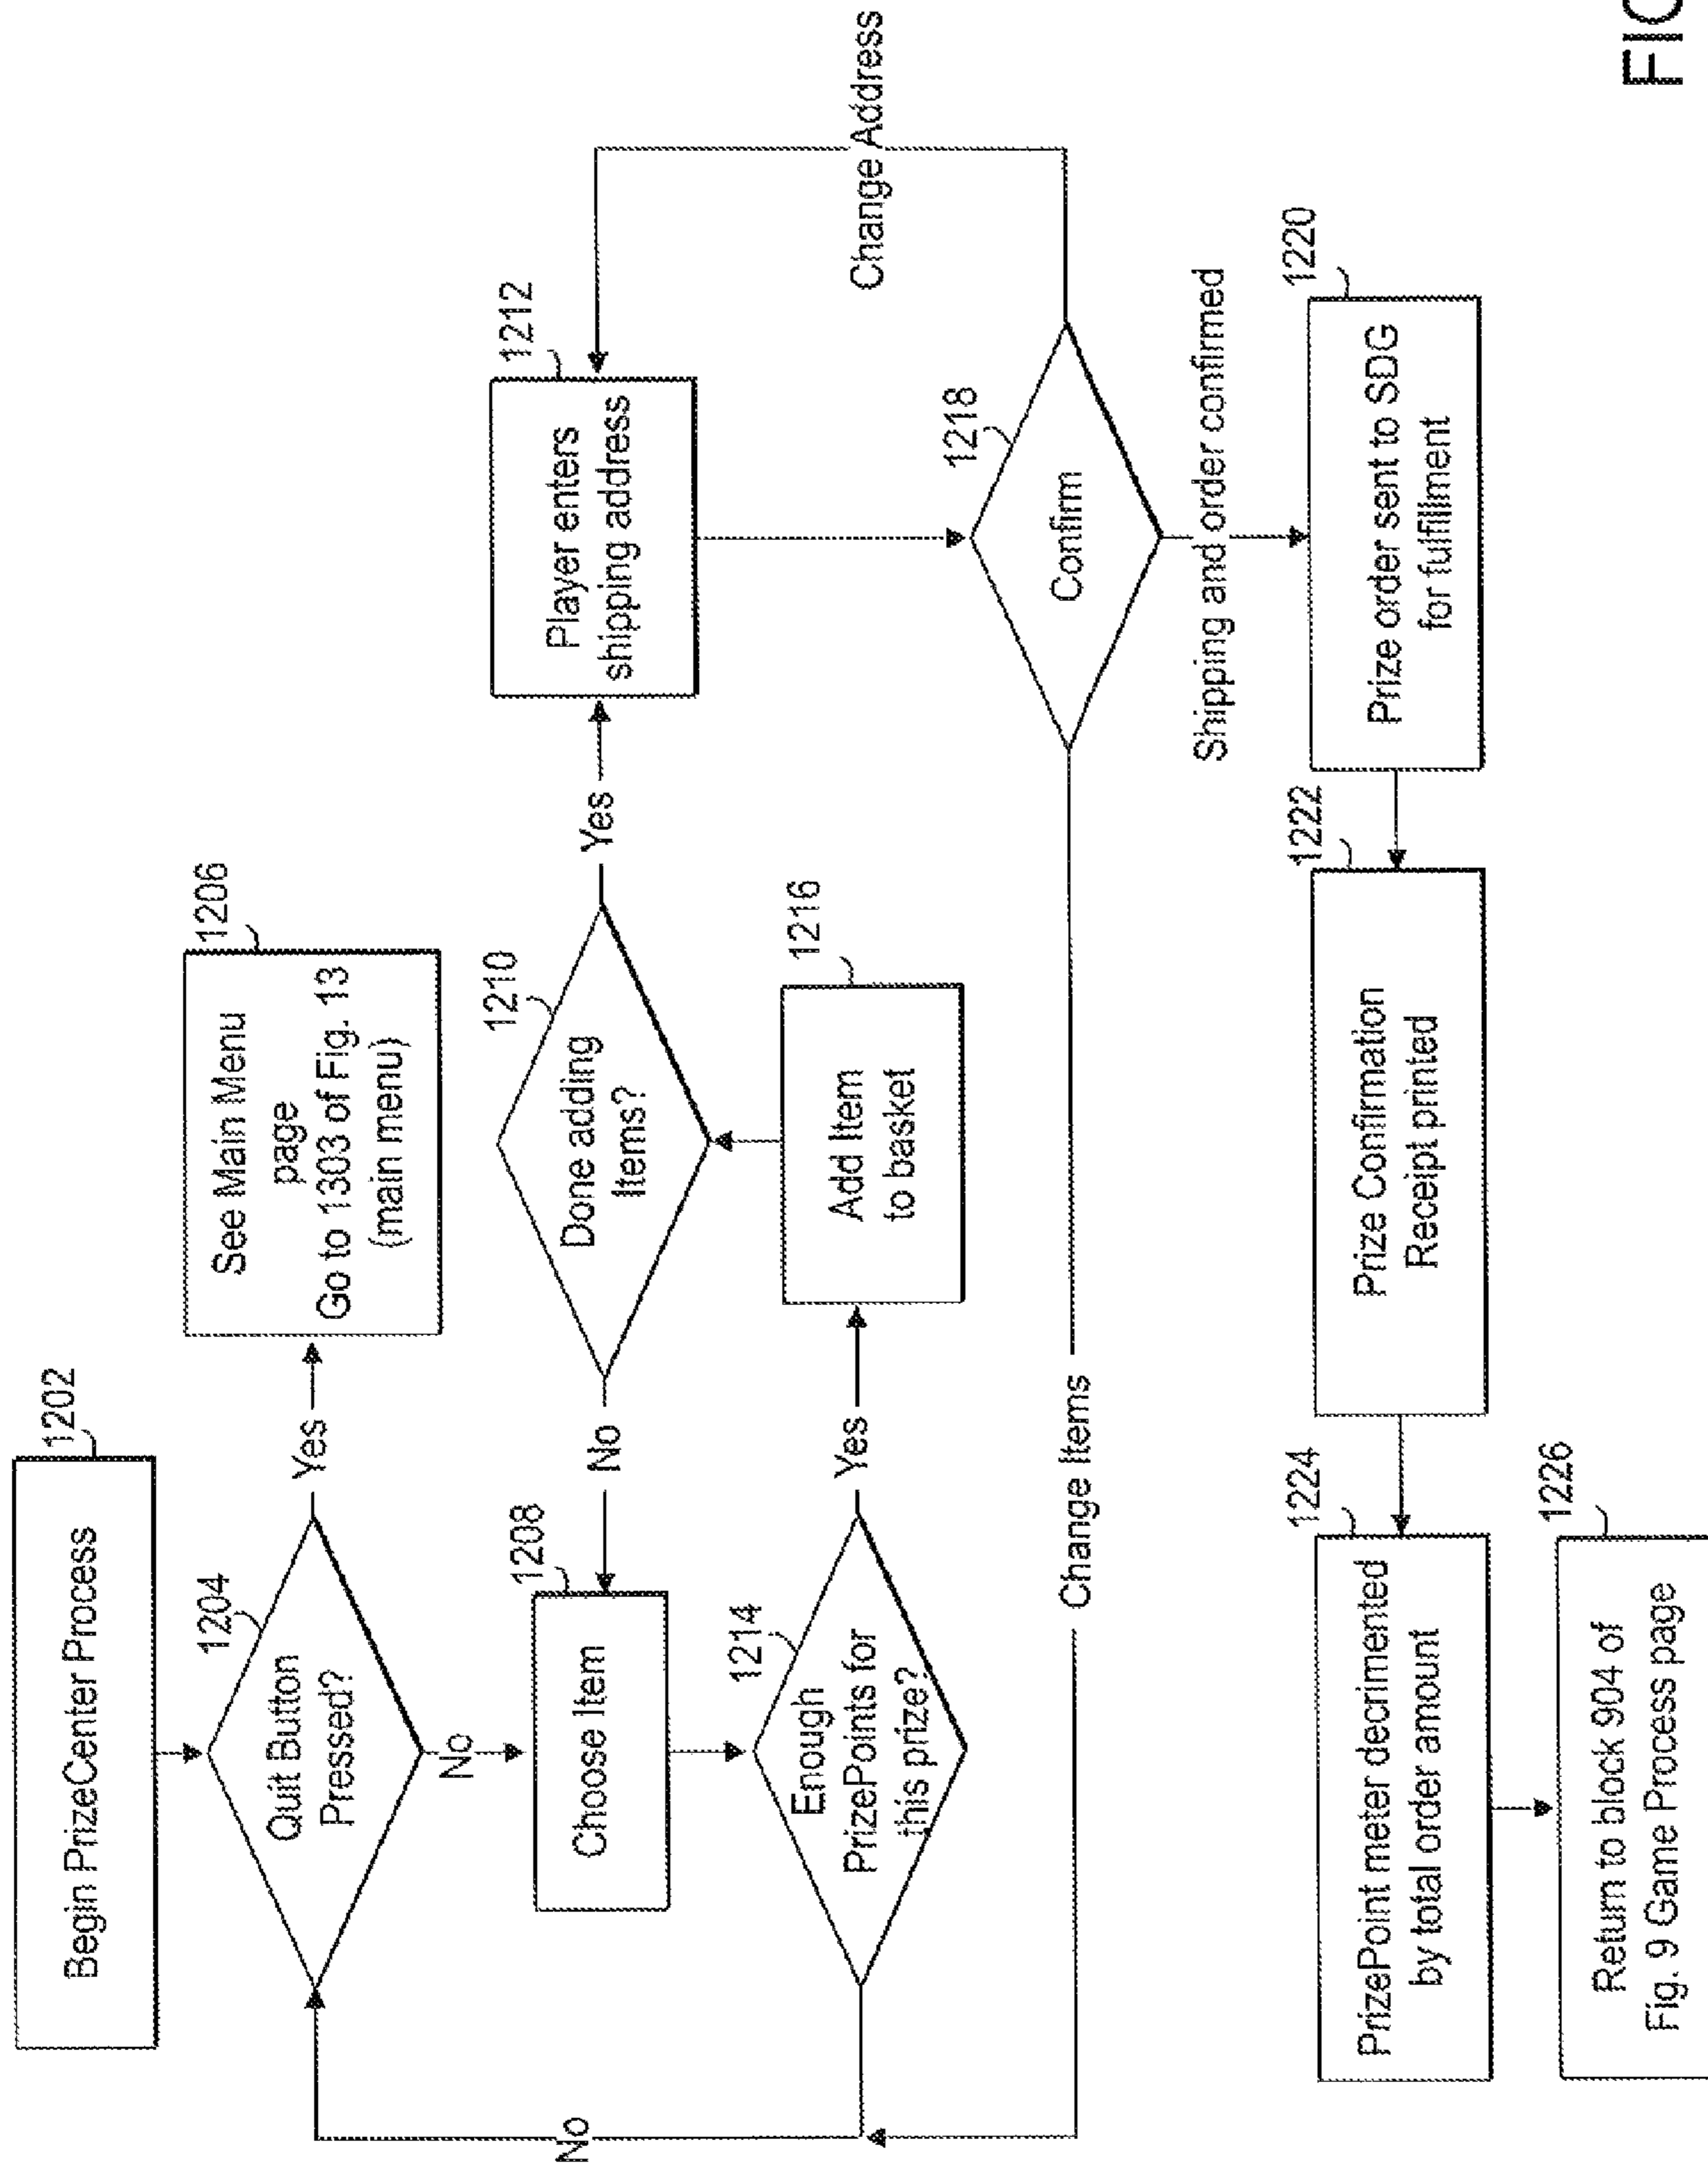 Begin PrizeCenter Process
1202
Quit Button
Pressed?
1204
Yes
See Main Menu
page
Go to 1303 of Fig. 13
(main menu)
1206
No
Choose Item
1208
No
Done adding
Items?
1210
Yes
Player enters
shipping address
1212
Enough
PrizePoints for
this prize?
1214
Yes
Add Item
to basket
1216
No
Change Address
Confirm
1218
Change Items
Shipping and order confirmed
Prize order sent to SDG
for fulfillment
1220
Prize Confirmation
Receipt printed
1222
PrizePoint meter decrimented
by total order amount
1224
Return to block 904 of
Fig. 9 Game Process page
1226